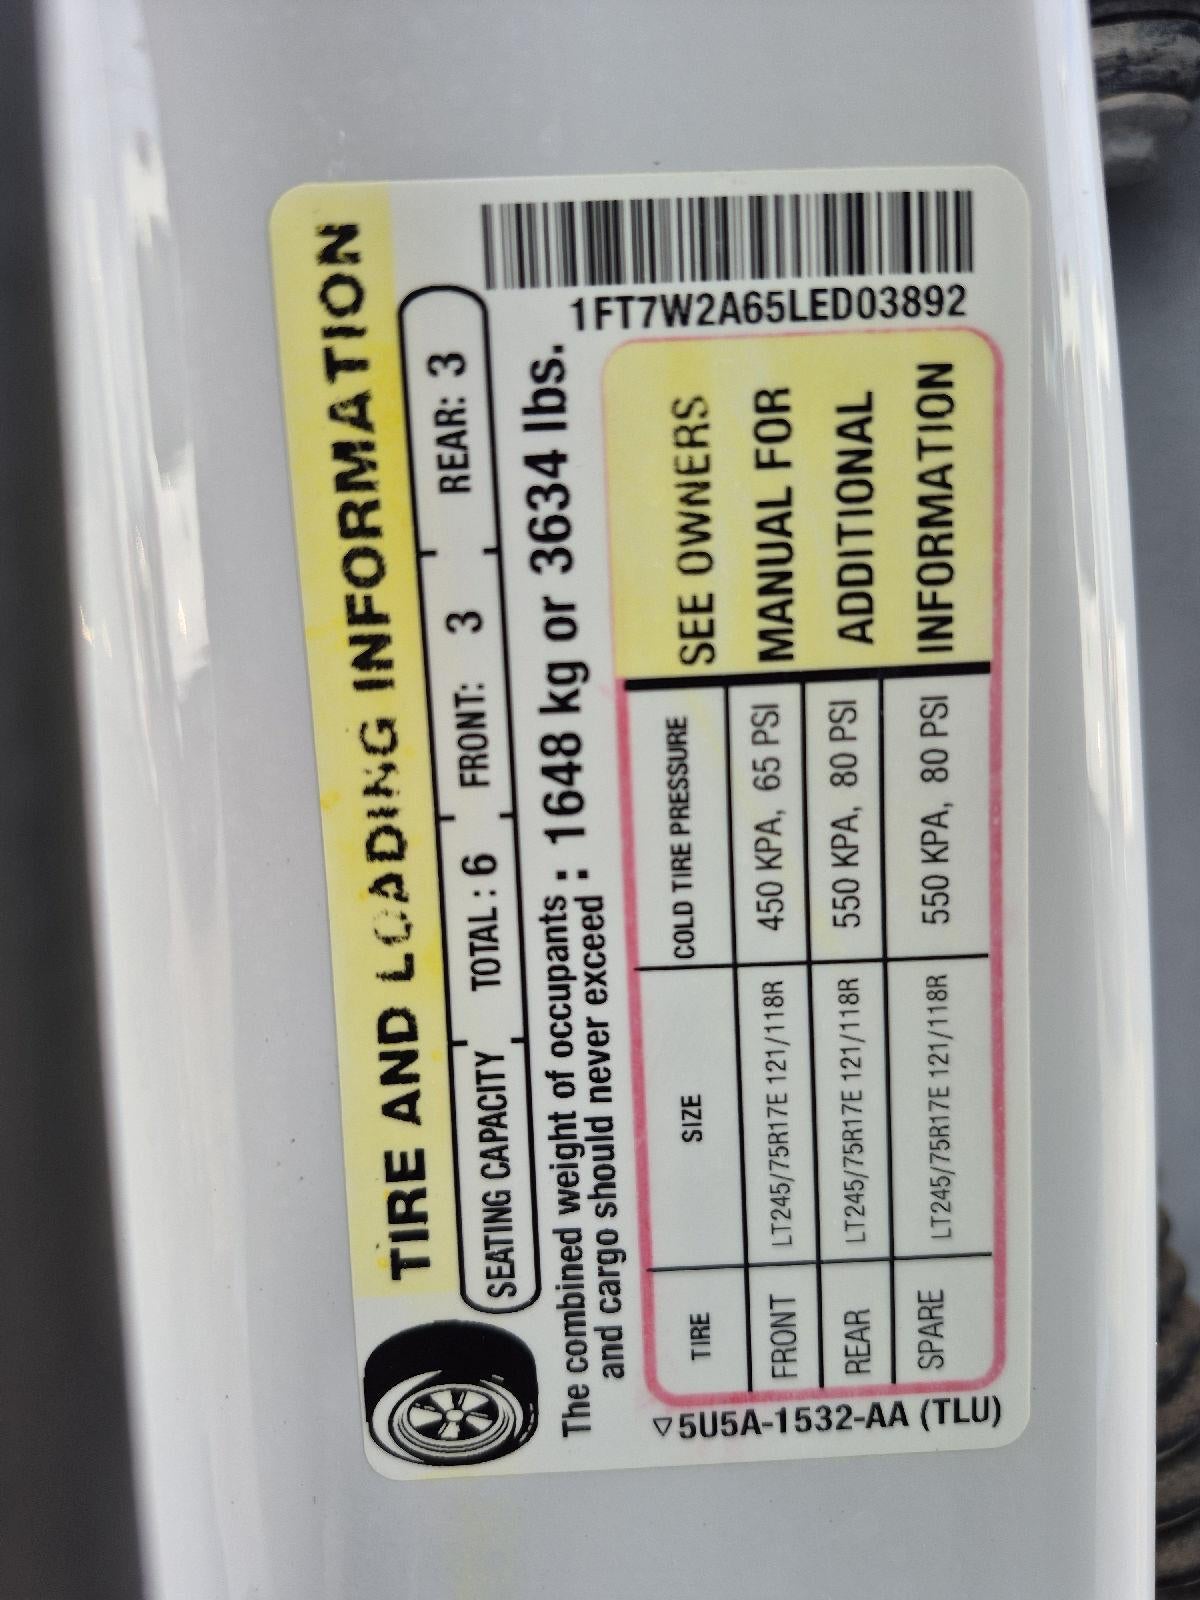 TIRE AND LOADING INFORMATION
SEATING CAPACITY TOTAL : 6 FRONT: 3 REAR: 3
The combined weight of occupants and cargo should never exceed : 1648 kg or 3634 lbs.
1FT7W2A65LED03892
TIRE SIZE COLD TIRE PRESSURE
FRONT LT245/75R17E 121/118R 450 KPA, 65 PSI
REAR LT245/75R17E 121/118R 550 KPA, 80 PSI
SPARE LT245/75R17E 121/118R 550 KPA, 80 PSI
SEE OWNERS
MANUAL FOR
ADDITIONAL
INFORMATION
5U5A-1532-AA (TLU)